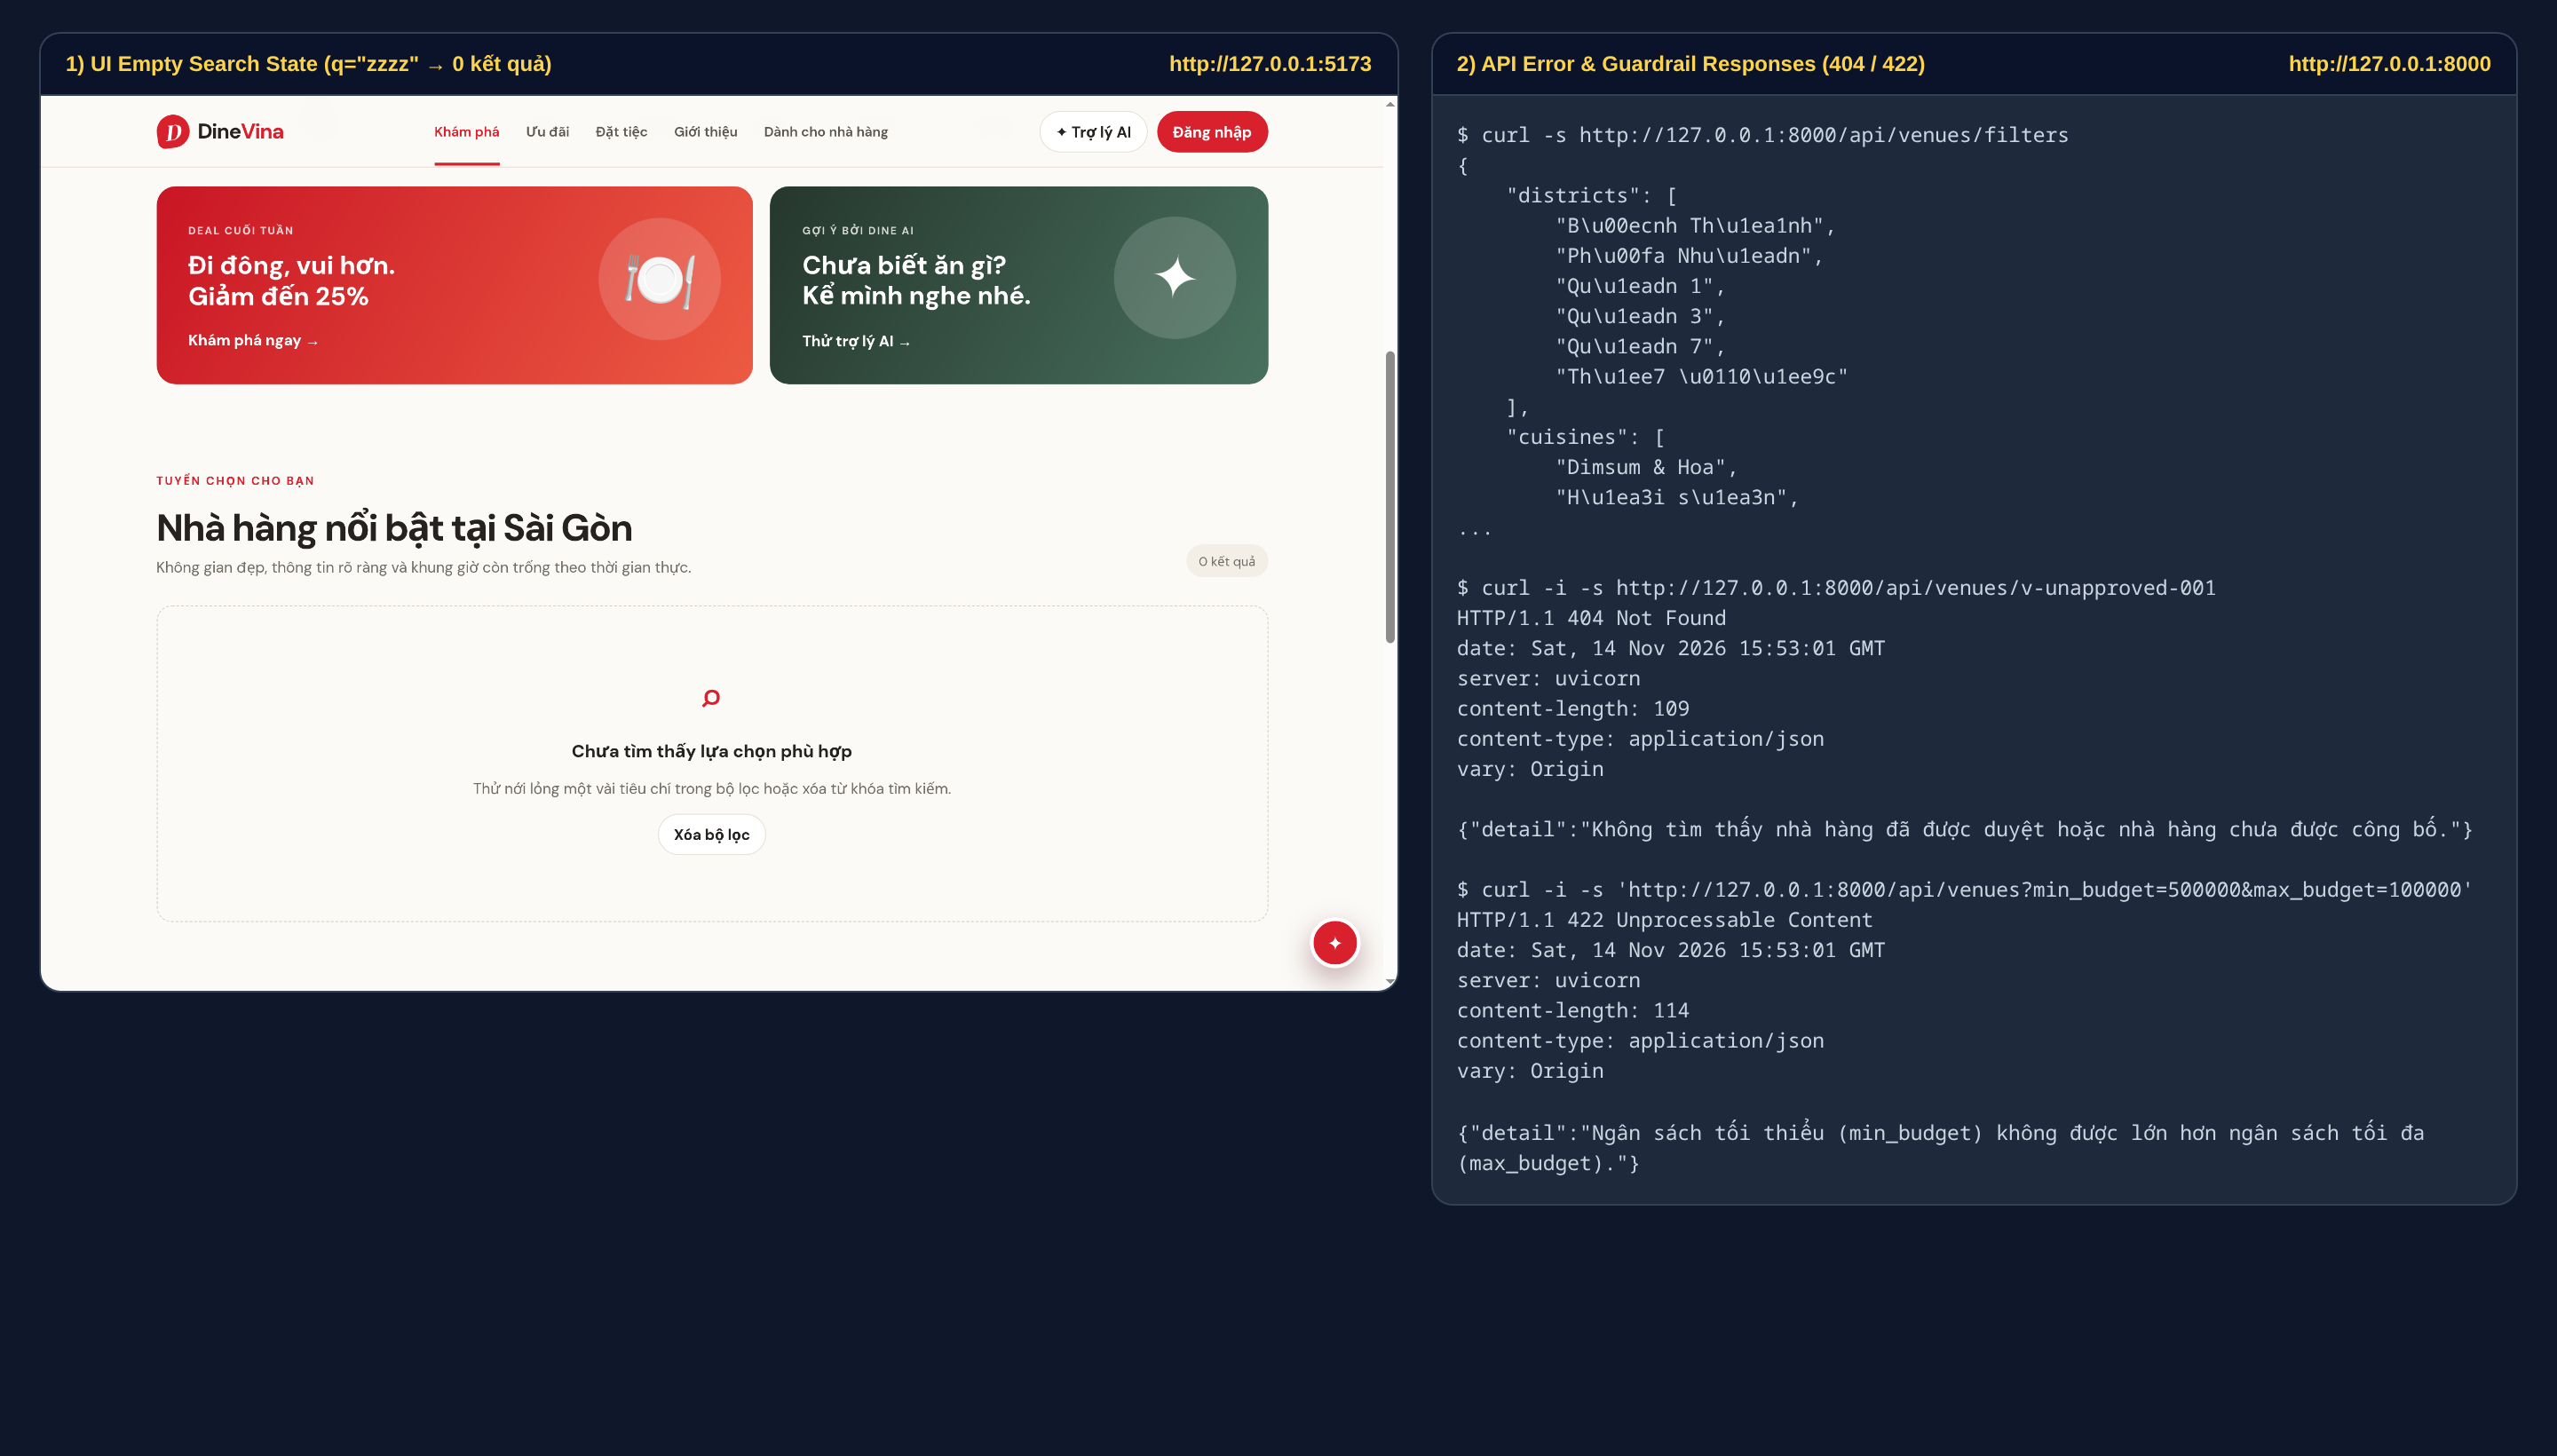 1) UI Empty Search State (q="zzzz" → 0 kết quả)
http://127.0.0.1:5173
D DineVina
Khám phá
Ưu đãi
Đặt tiệc
Giới thiệu
Dành cho nhà hàng
✦ Trợ lý AI
Đăng nhập
DEAL CUỐI TUẦN
Đi đông, vui hơn.
Giảm đến 25%
Khám phá ngay →
GỢI Ý BỞI DINE AI
Chưa biết ăn gì?
Kể mình nghe nhé.
Thử trợ lý AI →
TUYỂN CHỌN CHO BẠN
Nhà hàng nổi bật tại Sài Gòn
Không gian đẹp, thông tin rõ ràng và khung giờ còn trống theo thời gian thực.
0 kết quả
Chưa tìm thấy lựa chọn phù hợp
Thử nới lỏng một vài tiêu chí trong bộ lọc hoặc xóa từ khóa tìm kiếm.
Xóa bộ lọc
2) API Error & Guardrail Responses (404 / 422)
http://127.0.0.1:8000
$ curl -s http://127.0.0.1:8000/api/venues/filters
{
    "districts": [
        "B\u00ecnh Th\u1ea1nh",
        "Ph\u00fa Nhu\u1eadn",
        "Qu\u1eadn 1",
        "Qu\u1eadn 3",
        "Qu\u1eadn 7",
        "Th\u1ee7 \u0110\u1ee9c"
    ],
    "cuisines": [
        "Dimsum & Hoa",
        "H\u1ea3i s\u1ea3n",
...
$ curl -i -s http://127.0.0.1:8000/api/venues/v-unapproved-001
HTTP/1.1 404 Not Found
date: Sat, 14 Nov 2026 15:53:01 GMT
server: uvicorn
content-length: 109
content-type: application/json
vary: Origin
{"detail":"Không tìm thấy nhà hàng đã được duyệt hoặc nhà hàng chưa được công bố."}
$ curl -i -s 'http://127.0.0.1:8000/api/venues?min_budget=500000&max_budget=100000'
HTTP/1.1 422 Unprocessable Content
date: Sat, 14 Nov 2026 15:53:01 GMT
server: uvicorn
content-length: 114
content-type: application/json
vary: Origin
{"detail":"Ngân sách tối thiểu (min_budget) không được lớn hơn ngân sách tối đa
(max_budget)."}